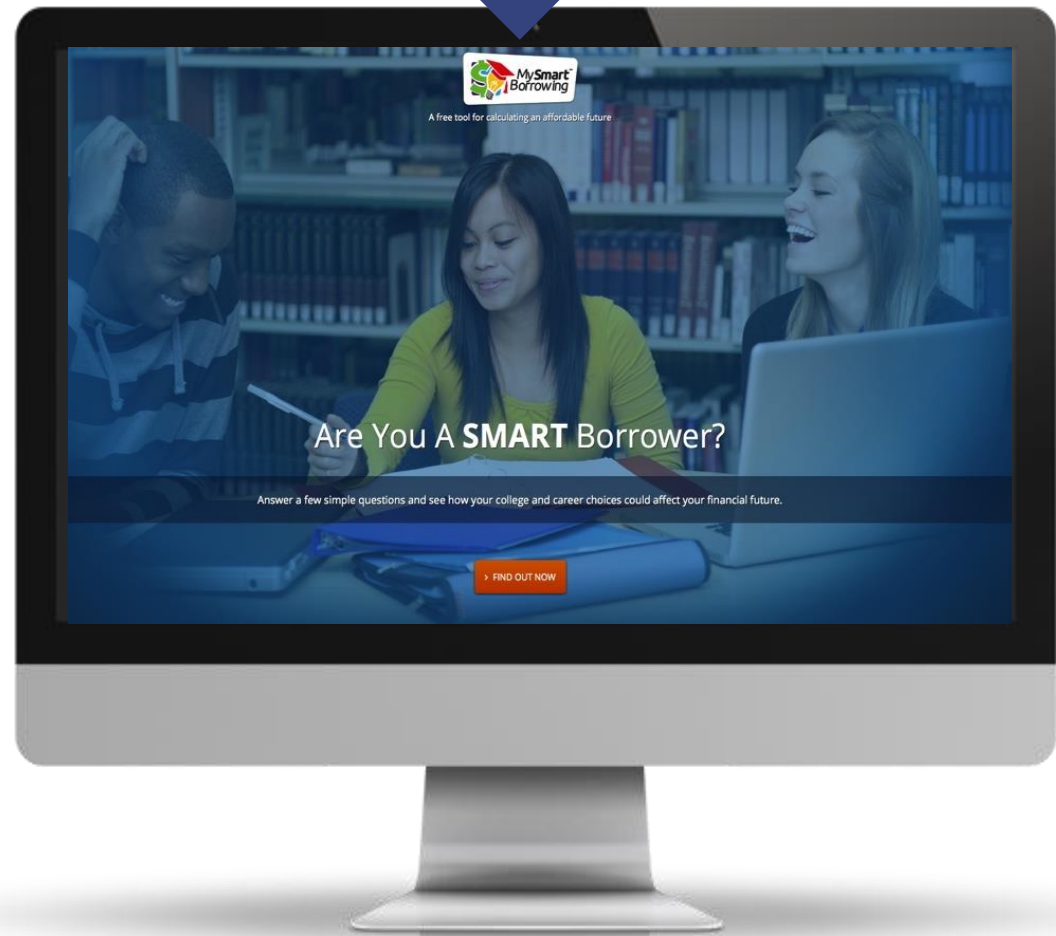 MySmart™
Borrowing
A free tool for calculating an affordable future
Are You A SMART Borrower?
Answer a few simple questions and see how your college and career choices could affect your financial future.
› FIND OUT NOW